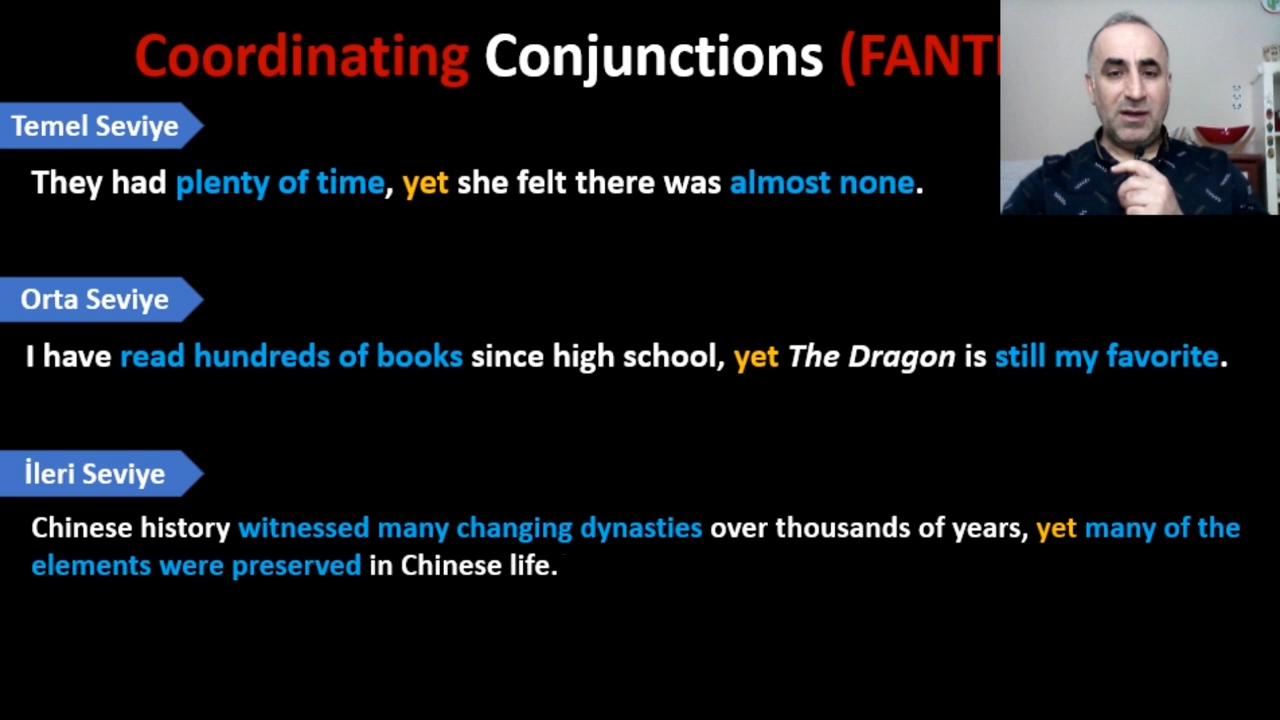 Coordinating Conjunctions
Temel Seviye
They had plenty of time, yet she felt there was almost none.
Orta Seviye
I have read hundreds of books since high school, yet The Dragon is still my favorite.
İleri Seviye
Chinese history witnessed many changing dynasties over thousands of years, yet many of the
elements were preserved in Chinese life.